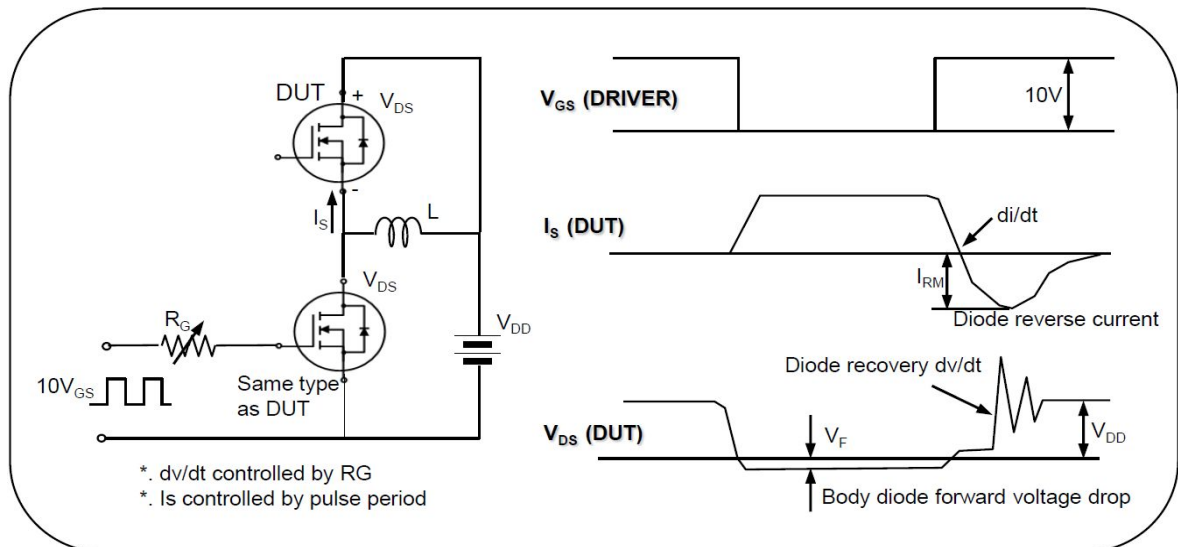 DUT
+
V_DS
-
I_S
L
V_DS
R_G
V_DD
10V_GS
Same type
as DUT
*. dv/dt controlled by RG
*. Is controlled by pulse period
V_GS (DRIVER)
10V
I_S (DUT)
di/dt
I_RM
Diode reverse current
Diode recovery dv/dt
V_DS (DUT)
V_F
V_DD
Body diode forward voltage drop